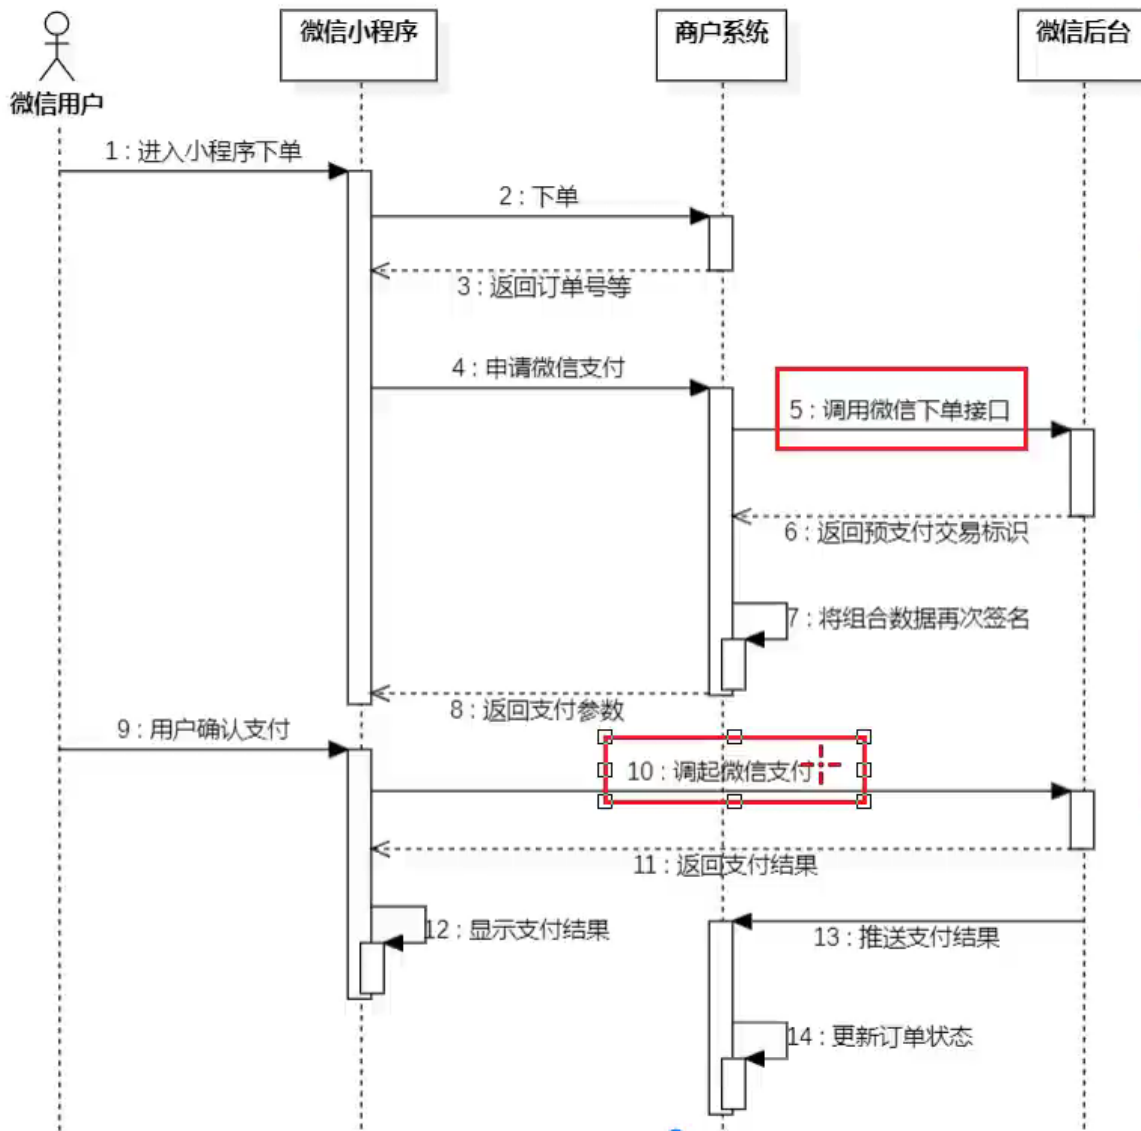 微信小程序
商户系统
微信后台
微信用户
1 : 进入小程序下单
2 : 下单
3 : 返回订单号等
4 : 申请微信支付
5 : 调用微信下单接口
6 : 返回预支付交易标识
7 : 将组合数据再次签名
8 : 返回支付参数
9 : 用户确认支付
10 : 调起微信支付
11 : 返回支付结果
12 : 显示支付结果
13 : 推送支付结果
14 : 更新订单状态